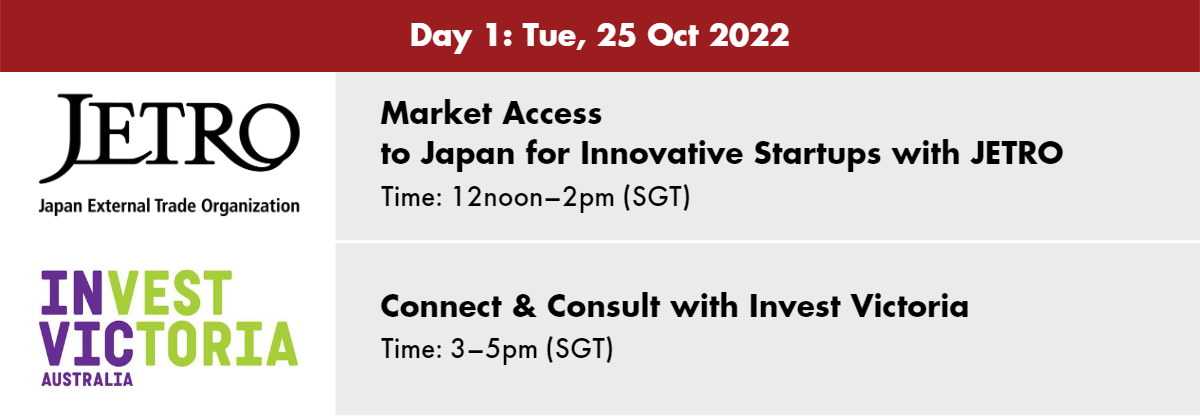 Day 1: Tue, 25 Oct 2022
JETRO
Japan External Trade Organization
Market Access
to Japan for Innovative Startups with JETRO
Time: 12noon–2pm (SGT)
INVEST
VICTORIA
AUSTRALIA
Connect & Consult with Invest Victoria
Time: 3–5pm (SGT)